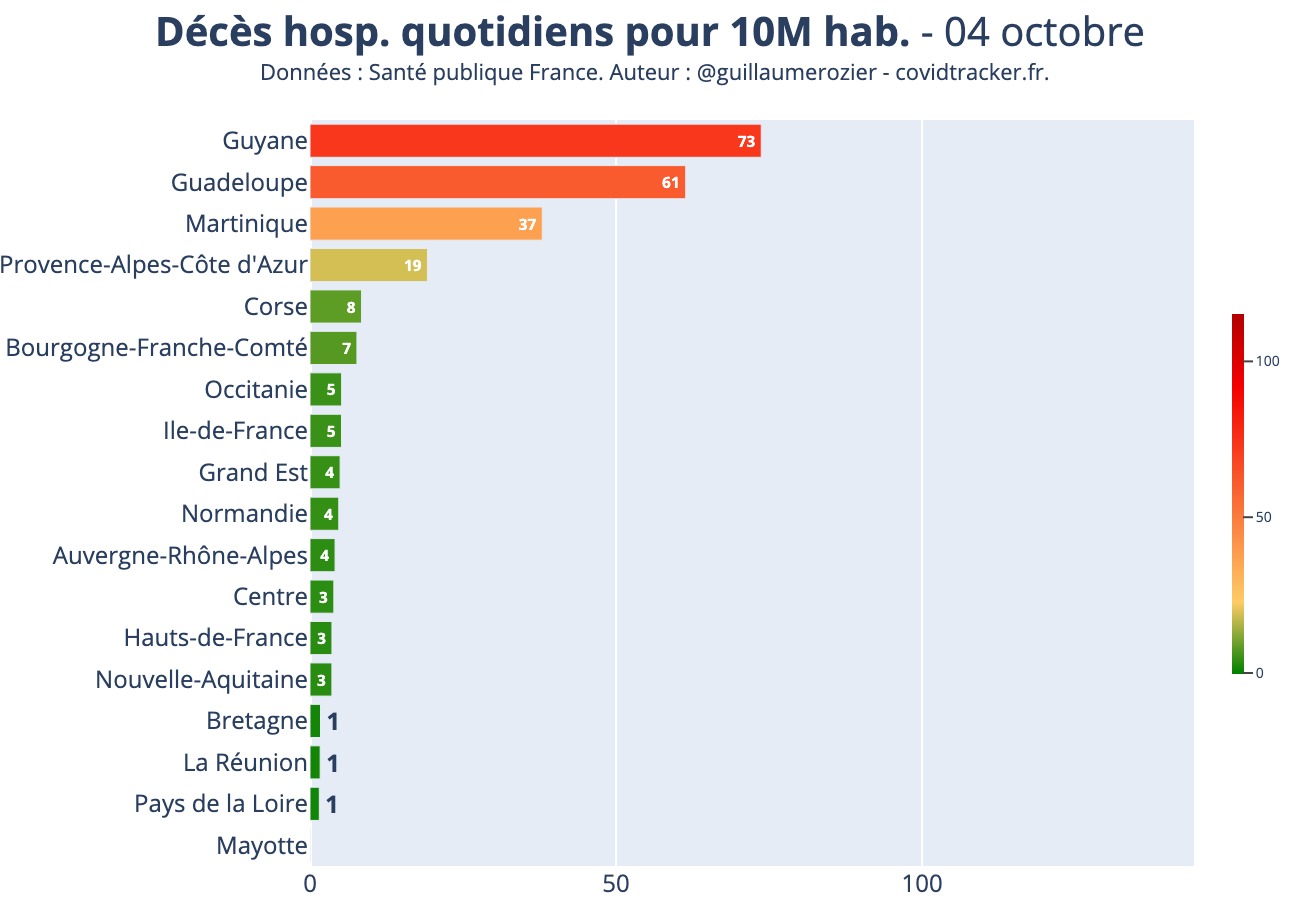 Décès hosp. quotidiens pour 10M hab. - 04 octobre
Données : Santé publique France. Auteur : @guillaumerozier - covidtracker.fr.
Guyane 73
Guadeloupe 61
Martinique 37
Provence-Alpes-Côte d'Azur 19
Corse 8
Bourgogne-Franche-Comté 7
Occitanie 5
Ile-de-France 5
Grand Est 4
Normandie 4
Auvergne-Rhône-Alpes 4
Centre 3
Hauts-de-France 3
Nouvelle-Aquitaine 3
Bretagne 1
La Réunion 1
Pays de la Loire 1
Mayotte
0 50 100
100
50
0